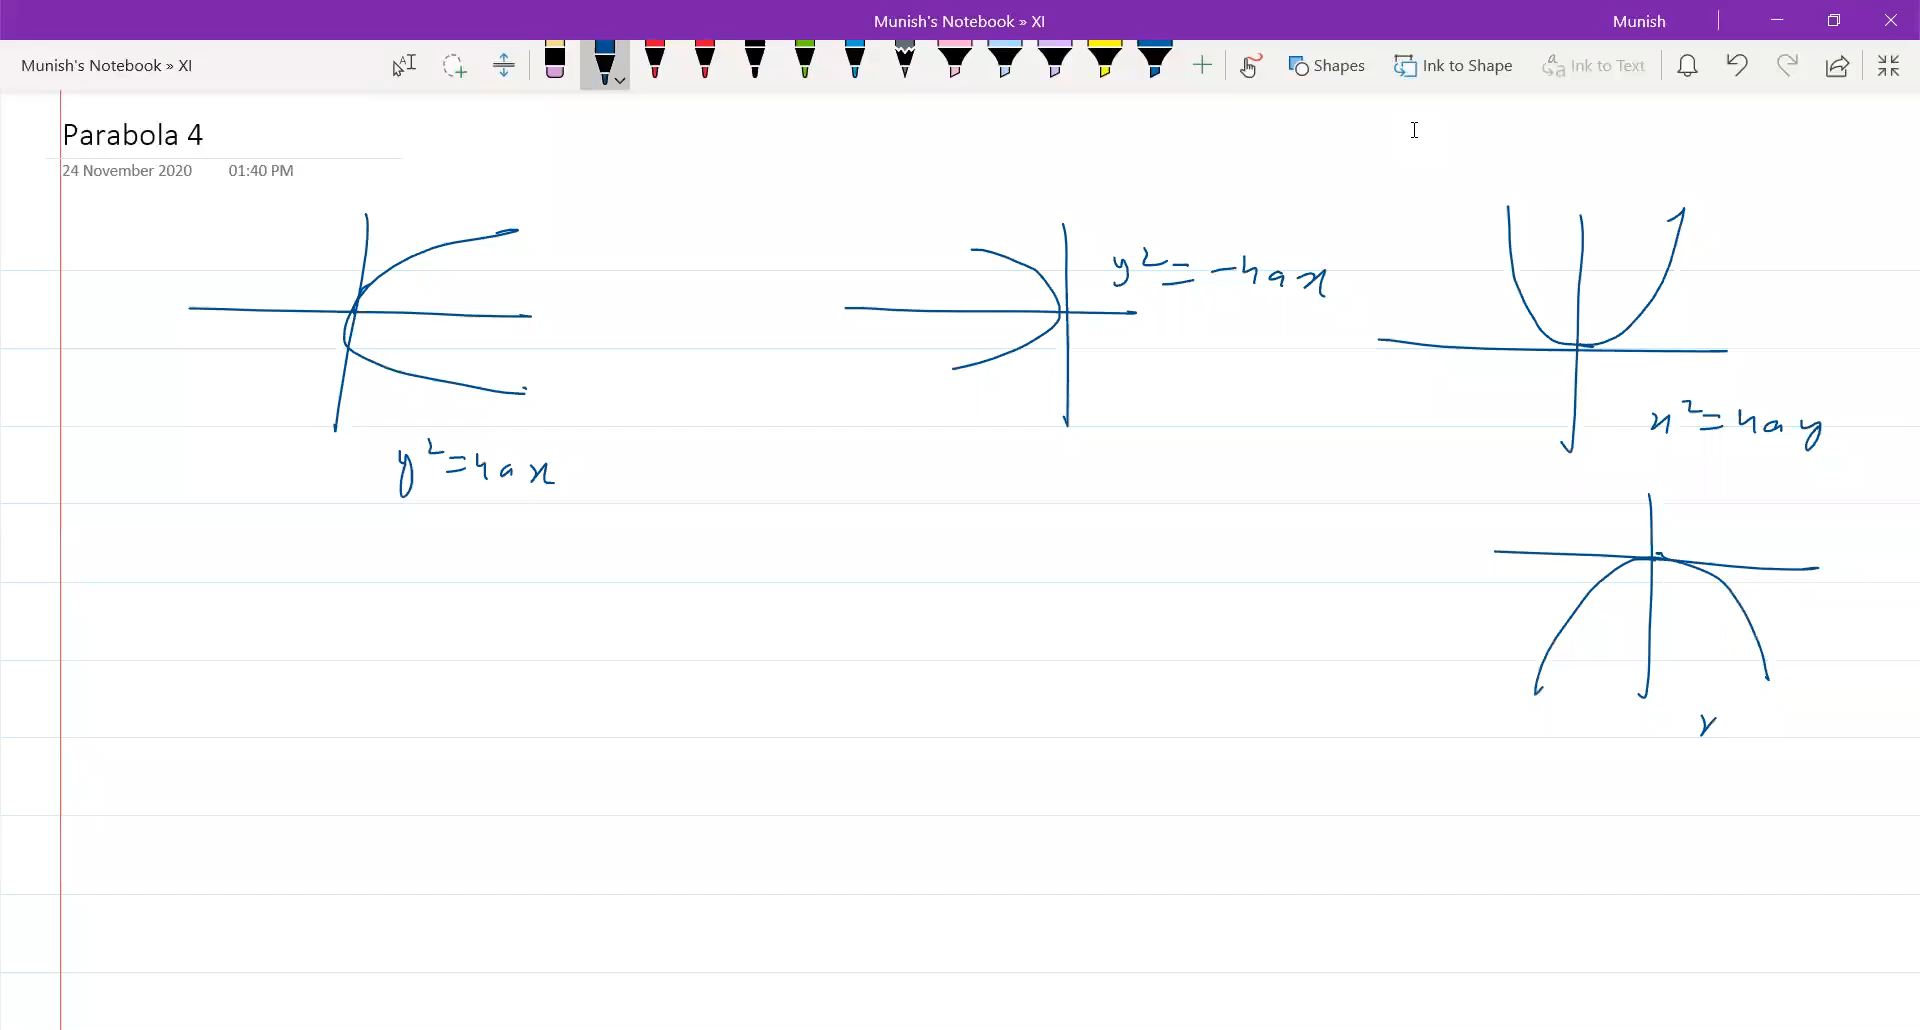 Munish's Notebook » XI
Munish
Munish's Notebook » XI
Shapes
Ink to Shape
Ink to Text
Parabola 4
24 November 2020 01:40 PM
y² = 4ax
y² = -4ax
x² = 4ay